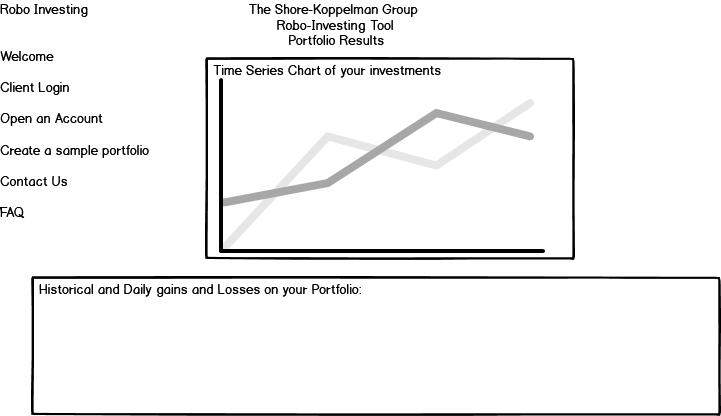 Robo Investing
The Shore-Koppelman Group
Robo-Investing Tool
Portfolio Results
Welcome
Client Login
Open an Account
Create a sample portfolio
Contact Us
FAQ
Time Series Chart of your investments
Historical and Daily gains and Losses on your Portfolio: